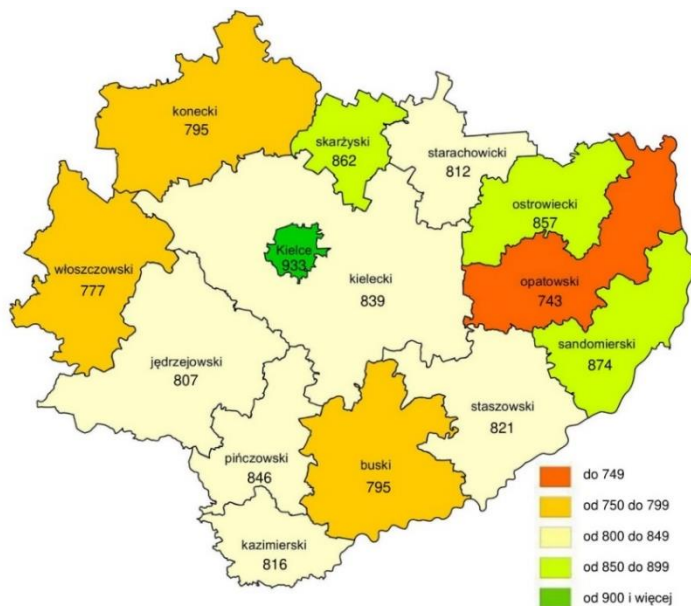 konecki
795
skarżyski
862
starachowicki
812
ostrowiecki
857
Kielce
933
włoszczowski
777
kielecki
839
opatowski
743
sandomierski
874
jędrzejowski
807
staszowski
821
pińczowski
846
buski
795
kazimierski
816
do 749
od 750 do 799
od 800 do 849
od 850 do 899
od 900 i więcej